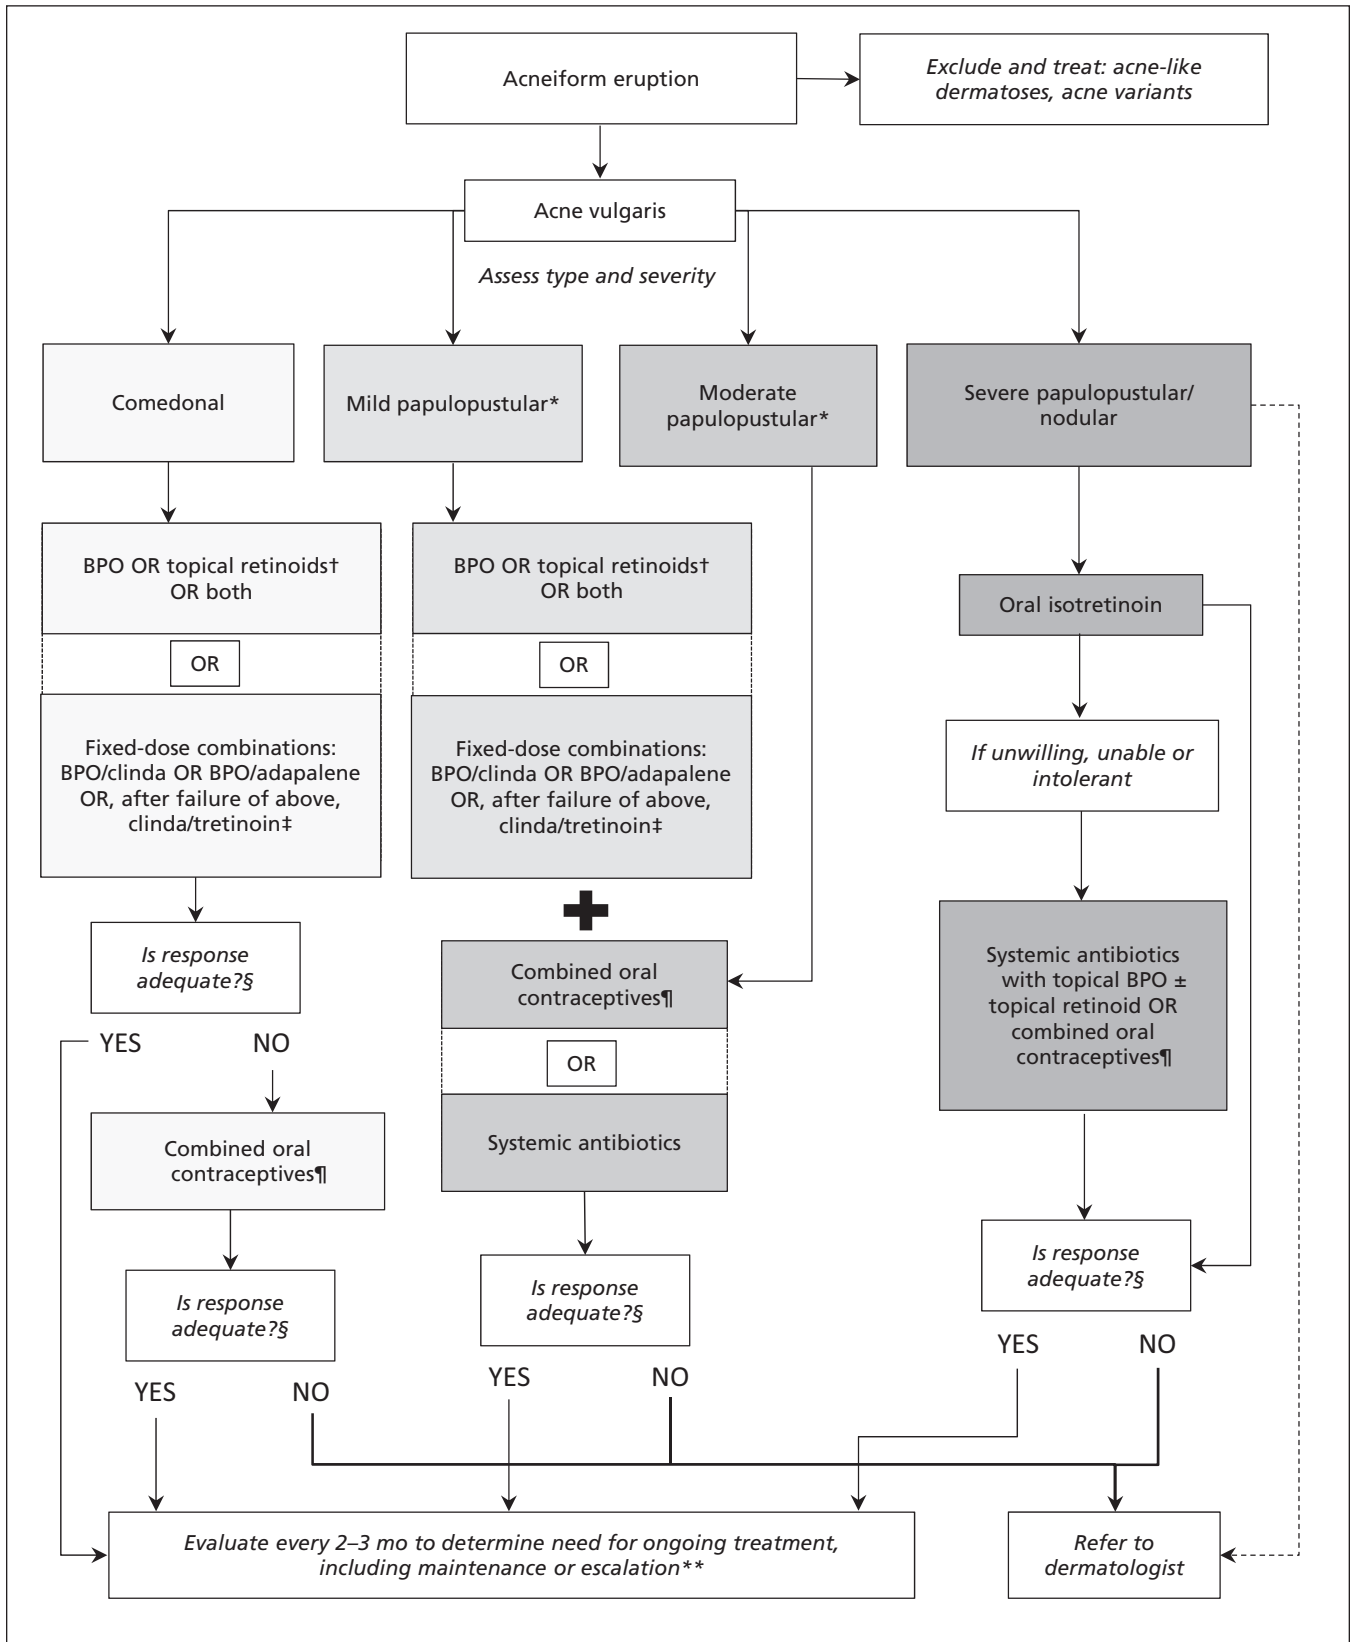 Acneiform eruption
Exclude and treat: acne-like
dermatoses, acne variants
Acne vulgaris
Assess type and severity
Comedonal
Mild papulopustular*
Moderate
papulopustular*
Severe papulopustular/
nodular
BPO OR topical retinoids†
OR both
OR
Fixed-dose combinations:
BPO/clinda OR BPO/adapalene
OR, after failure of above,
clinda/tretinoin‡
Is response
adequate?§
YES
NO
Combined oral
contraceptives¶
Is response
adequate?§
YES
NO
BPO OR topical retinoids†
OR both
OR
Fixed-dose combinations:
BPO/clinda OR BPO/adapalene
OR, after failure of above,
clinda/tretinoin‡
Combined oral
contraceptives¶
OR
Systemic antibiotics
Is response
adequate?§
YES
NO
Oral isotretinoin
If unwilling, unable or
intolerant
Systemic antibiotics
with topical BPO ±
topical retinoid OR
combined oral
contraceptives¶
Is response
adequate?§
YES
NO
Evaluate every 2–3 mo to determine need for ongoing treatment,
including maintenance or escalation**
Refer to
dermatologist